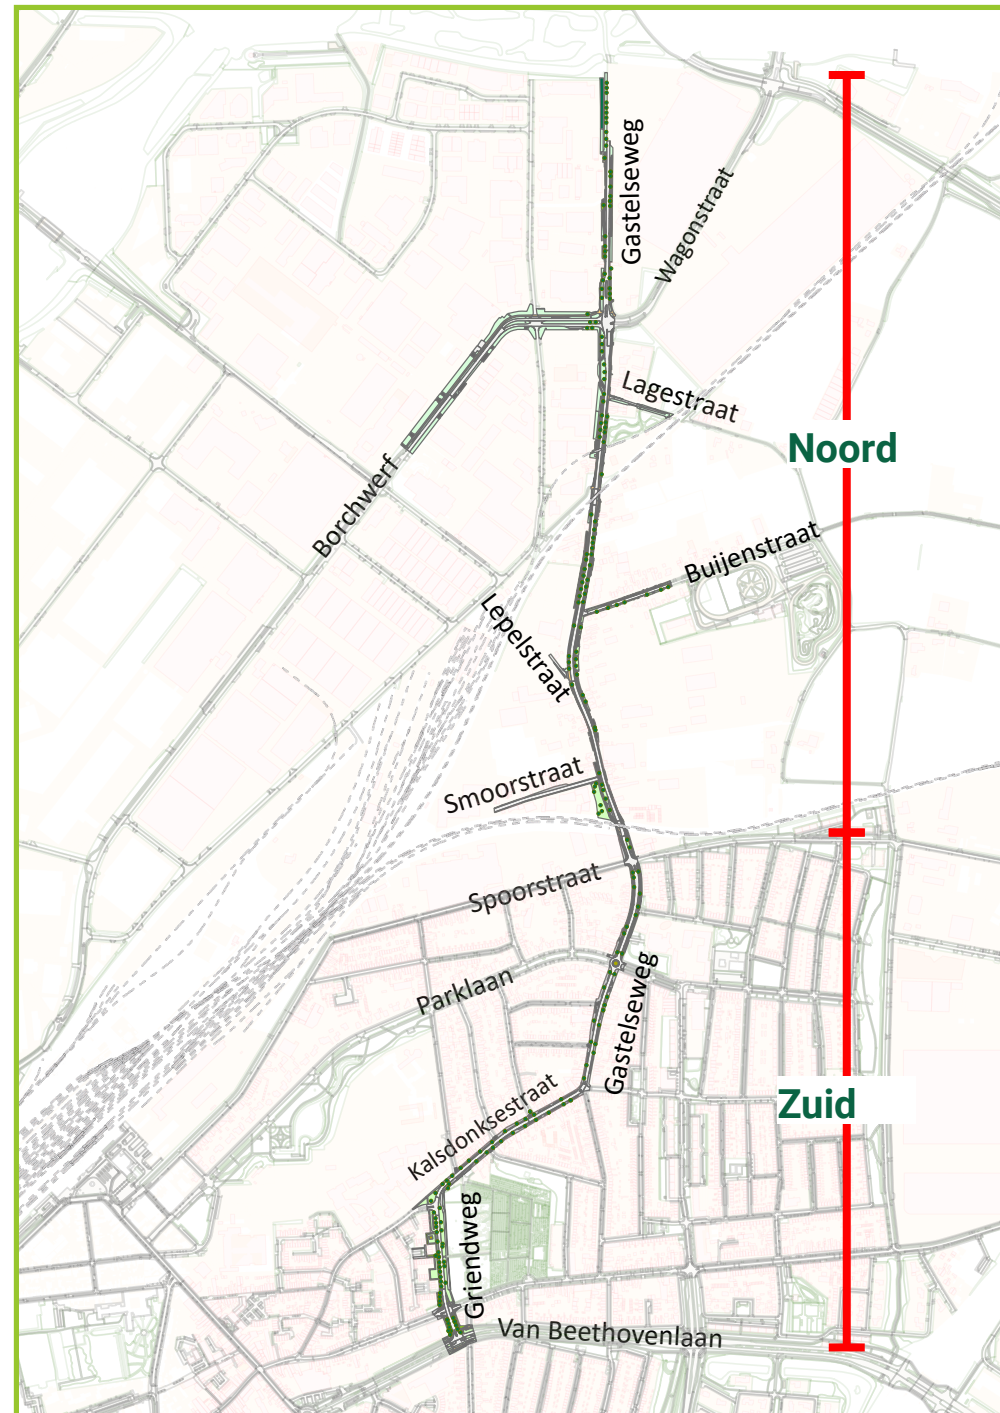 Gastelseweg
Wagonstraat
Lagestraat
Noord
Borchwerf
Buijenstraat
Lepelstraat
Smoorstraat
Spoorstraat
Parklaan
Gastelseweg
Kalsdonksestraat
Zuid
Griendweg
Van Beethovenlaan